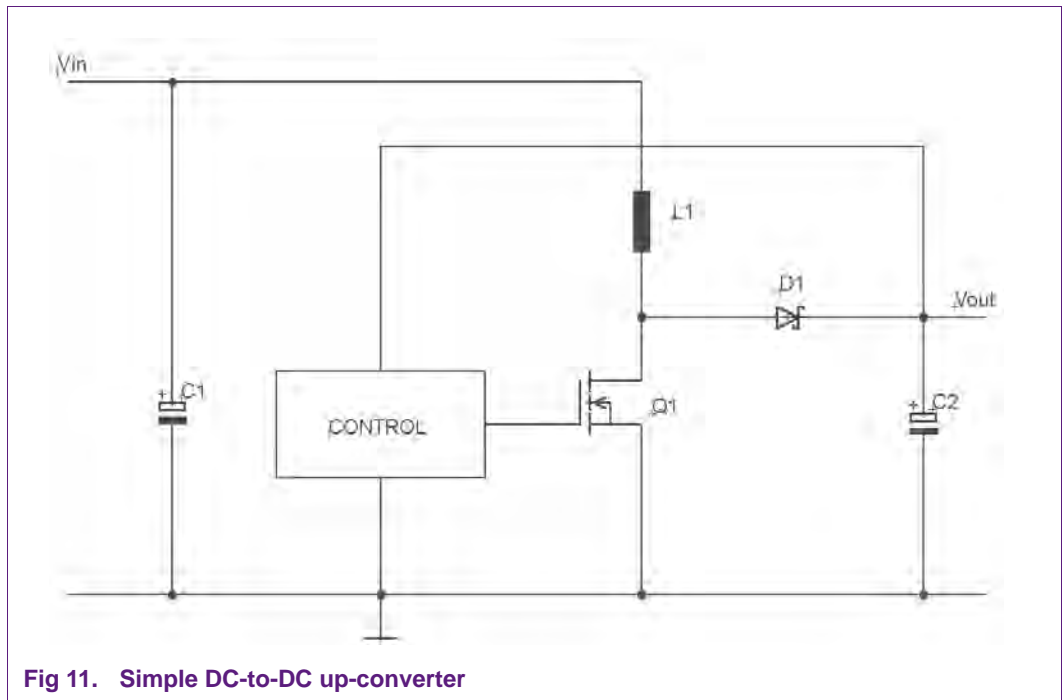 Vin
L1
D1
Vout
+ C1
CONTROL
Q1
+ C2
Fig 11. Simple DC-to-DC up-converter